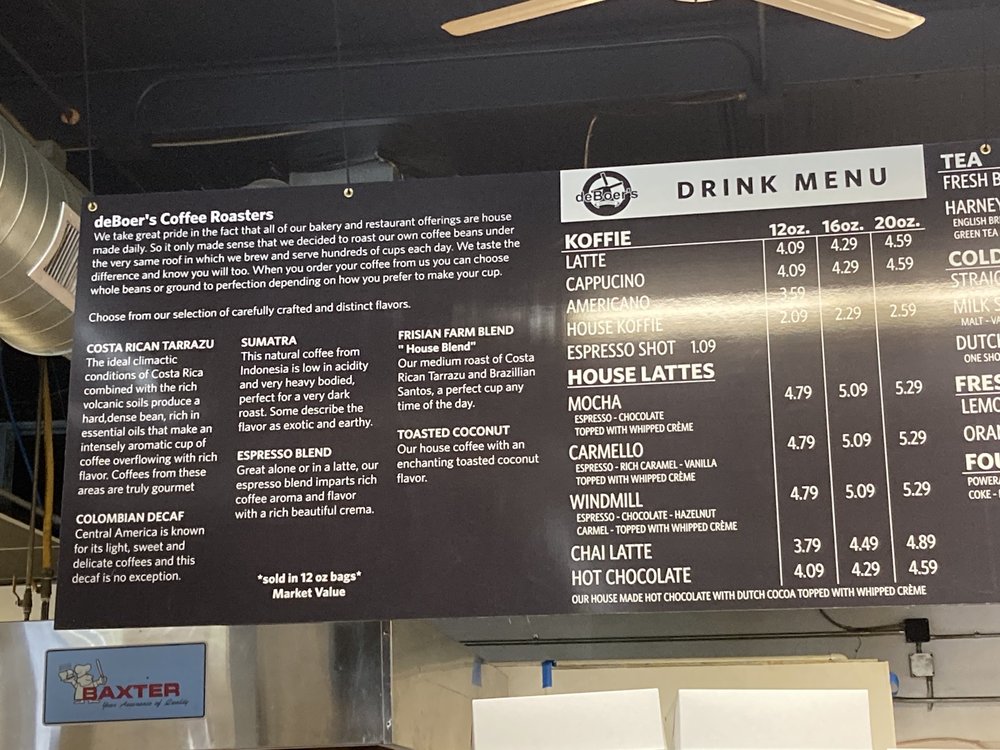 deBoer's Coffee Roasters
We take great pride in the fact that all of our bakery and restaurant offerings are house
made daily. So it only made sense that we decided to roast our own coffee beans under
the very same roof in which we brew and serve hundreds of cups each day. We taste the
difference and know you will too. When you order your coffee from us you can choose
whole beans or ground to perfection depending on how you prefer to make your cup.
Choose from our selection of carefully crafted and distinct flavors.
COSTA RICAN TARRAZU
The ideal climactic
conditions of Costa Rica
combined with the rich
volcanic soils produce a
hard,dense bean, rich in
essential oils that make an
intensely aromatic cup of
coffee overflowing with rich
flavor. Coffees from these
areas are truly gourmet
COLOMBIAN DECAF
Central America is known
for its light, sweet and
delicate coffees and this
decaf is no exception.
SUMATRA
This natural coffee from
Indonesia is low in acidity
and very heavy bodied,
perfect for a very dark
roast. Some describe the
flavor as exotic and earthy.
ESPRESSO BLEND
Great alone or in a latte, our
espresso blend imparts rich
coffee aroma and flavor
with a rich beautiful crema.
*sold in 12 oz bags*
Market Value
FRISIAN FARM BLEND
" House Blend"
Our medium roast of Costa
Rican Tarrazu and Brazillian
Santos, a perfect cup any
time of the day.
TOASTED COCONUT
Our house coffee with an
enchanting toasted coconut
flavor.
deBoer's
DRINK MENU
KOFFIE 12oz. 16oz. 20oz.
LATTE 4.09 4.29 4.59
CAPPUCINO 4.09 4.29 4.59
AMERICANO 3.59
HOUSE KOFFIE 2.09 2.29 2.59
ESPRESSO SHOT 1.09
HOUSE LATTES
MOCHA 4.79 5.09 5.29
ESPRESSO - CHOCOLATE
TOPPED WITH WHIPPED CRÈME
CARMELLO 4.79 5.09 5.29
ESPRESSO - RICH CARAMEL - VANILLA
TOPPED WITH WHIPPED CRÈME
WINDMILL 4.79 5.09 5.29
ESPRESSO - CHOCOLATE - HAZELNUT
CARMEL - TOPPED WITH WHIPPED CRÈME
CHAI LATTE 3.79 4.49 4.89
HOT CHOCOLATE 4.09 4.29 4.59
OUR HOUSE MADE HOT CHOCOLATE WITH DUTCH COCOA TOPPED WITH WHIPPED CRÈME
TEA
FRESH B
HARNEY
ENGLISH BR
GREEN TEA
COLD
STRAIG
MILK S
MALT - VA
DUTCH
ONE SHO
FRES
LEMO
ORAN
FOU
POWERA
COKE -
BAXTER
Your Assurance of Quality